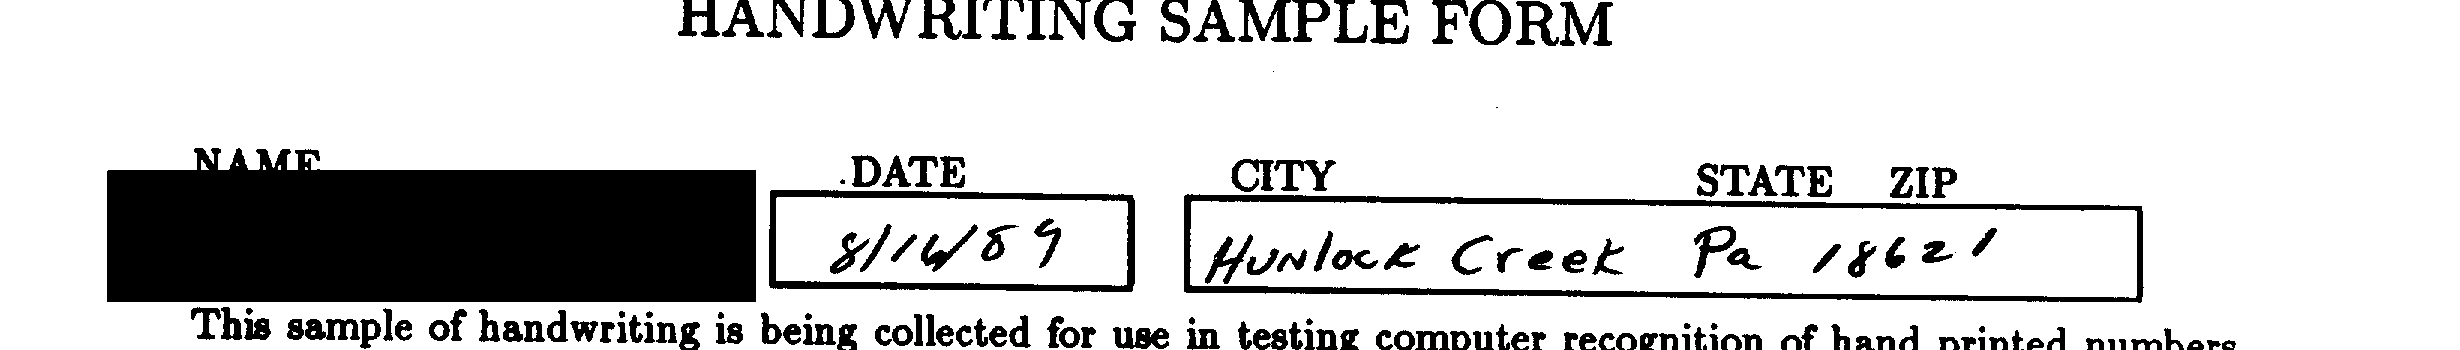 HANDWRITING SAMPLE FORM
NAME DATE CITY STATE ZIP
8/16/89 Hunlock Creek Pa 18621
This sample of handwriting is being collected for use in testing computer recognition of hand printed numbers